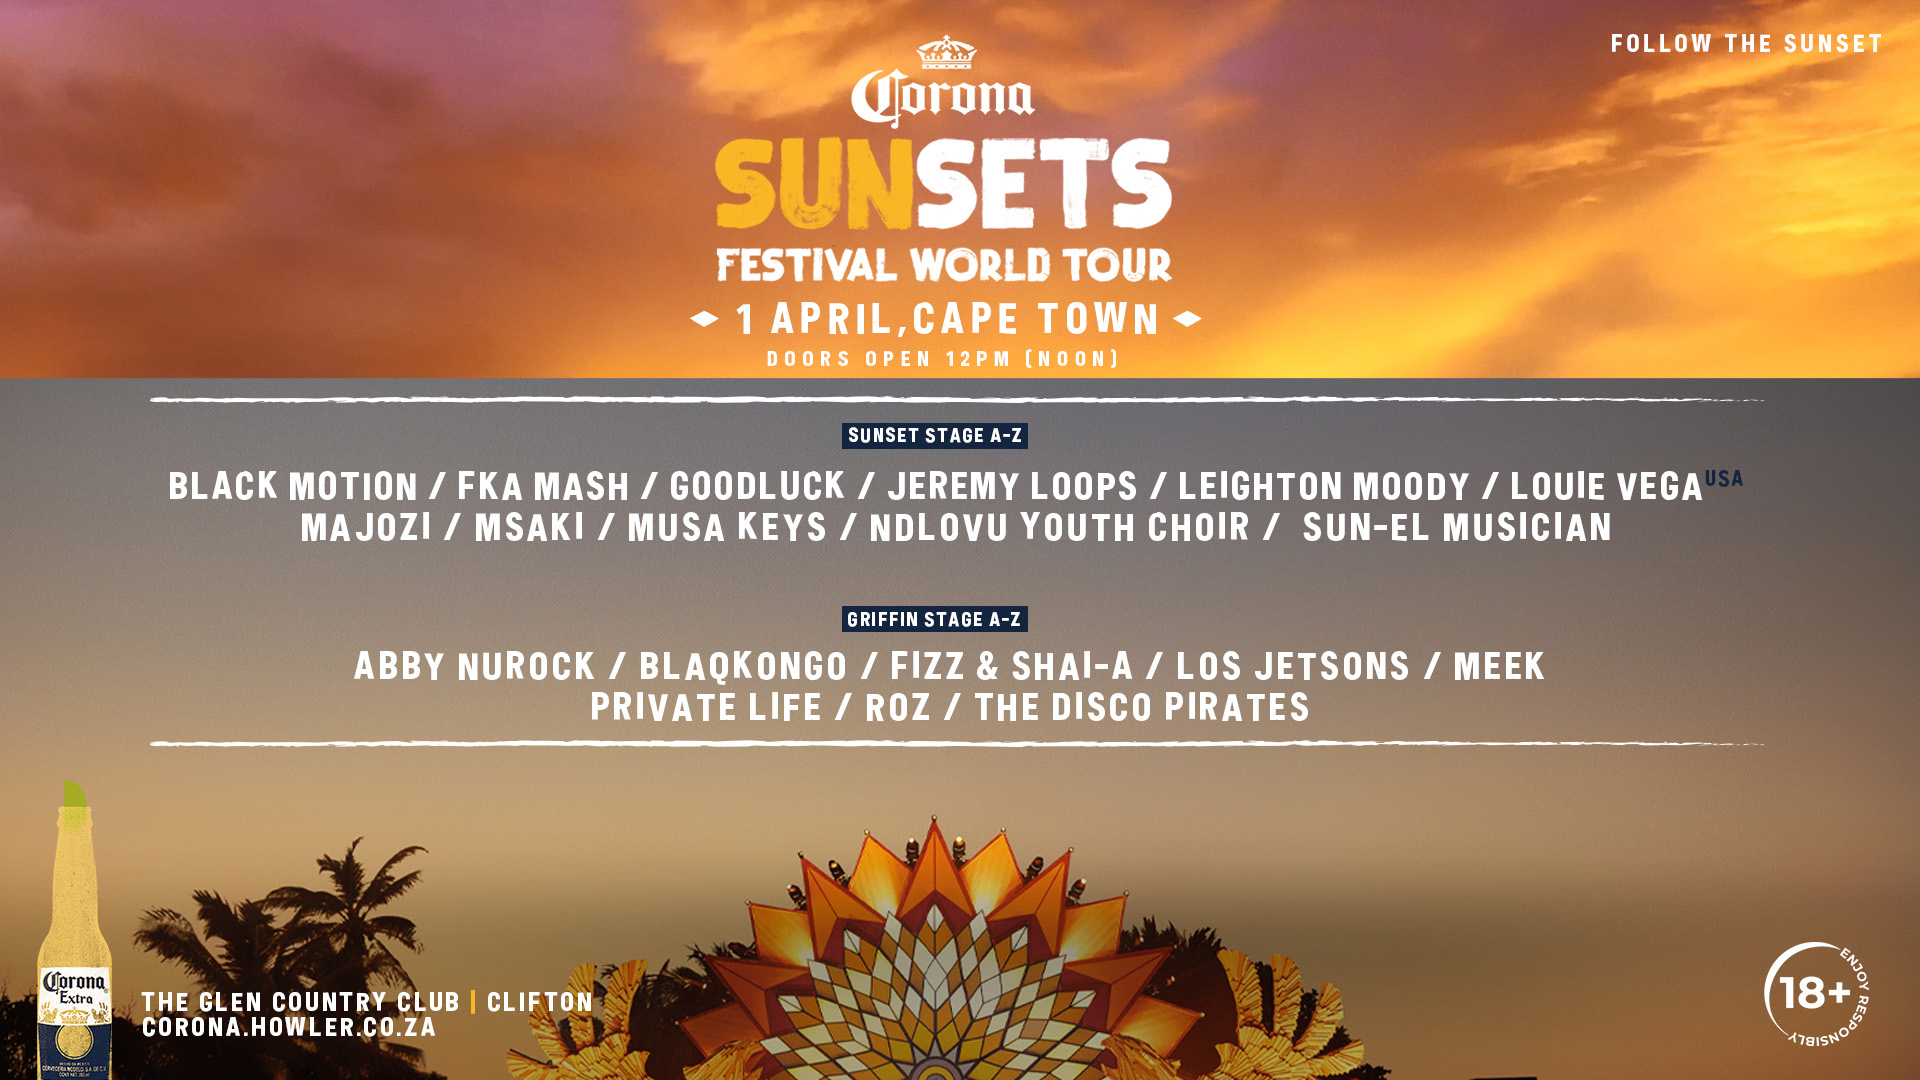 FOLLOW THE SUNSET
Corona
SUNSETS
FESTIVAL WORLD TOUR
1 APRIL,CAPE TOWN
DOORS OPEN 12PM (NOON)
SUNSET STAGE A-Z
BLACK MOTION / FKA MASH / GOODLUCK / JEREMY LOOPS / LEIGHTON MOODY / LOUIE VEGA USA
MAJOZI / MSAKI / MUSA KEYS / NDLOVU YOUTH CHOIR / SUN-EL MUSICIAN
GRIFFIN STAGE A-Z
ABBY NUROCK / BLAQKONGO / FIZZ & SHAI-A / LOS JETSONS / MEEK
PRIVATE LIFE / ROZ / THE DISCO PIRATES
Corona
Extra
THE GLEN COUNTRY CLUB | CLIFTON
CORONA.HOWLER.CO.ZA
18+
ENJOY RESPONSIBLY